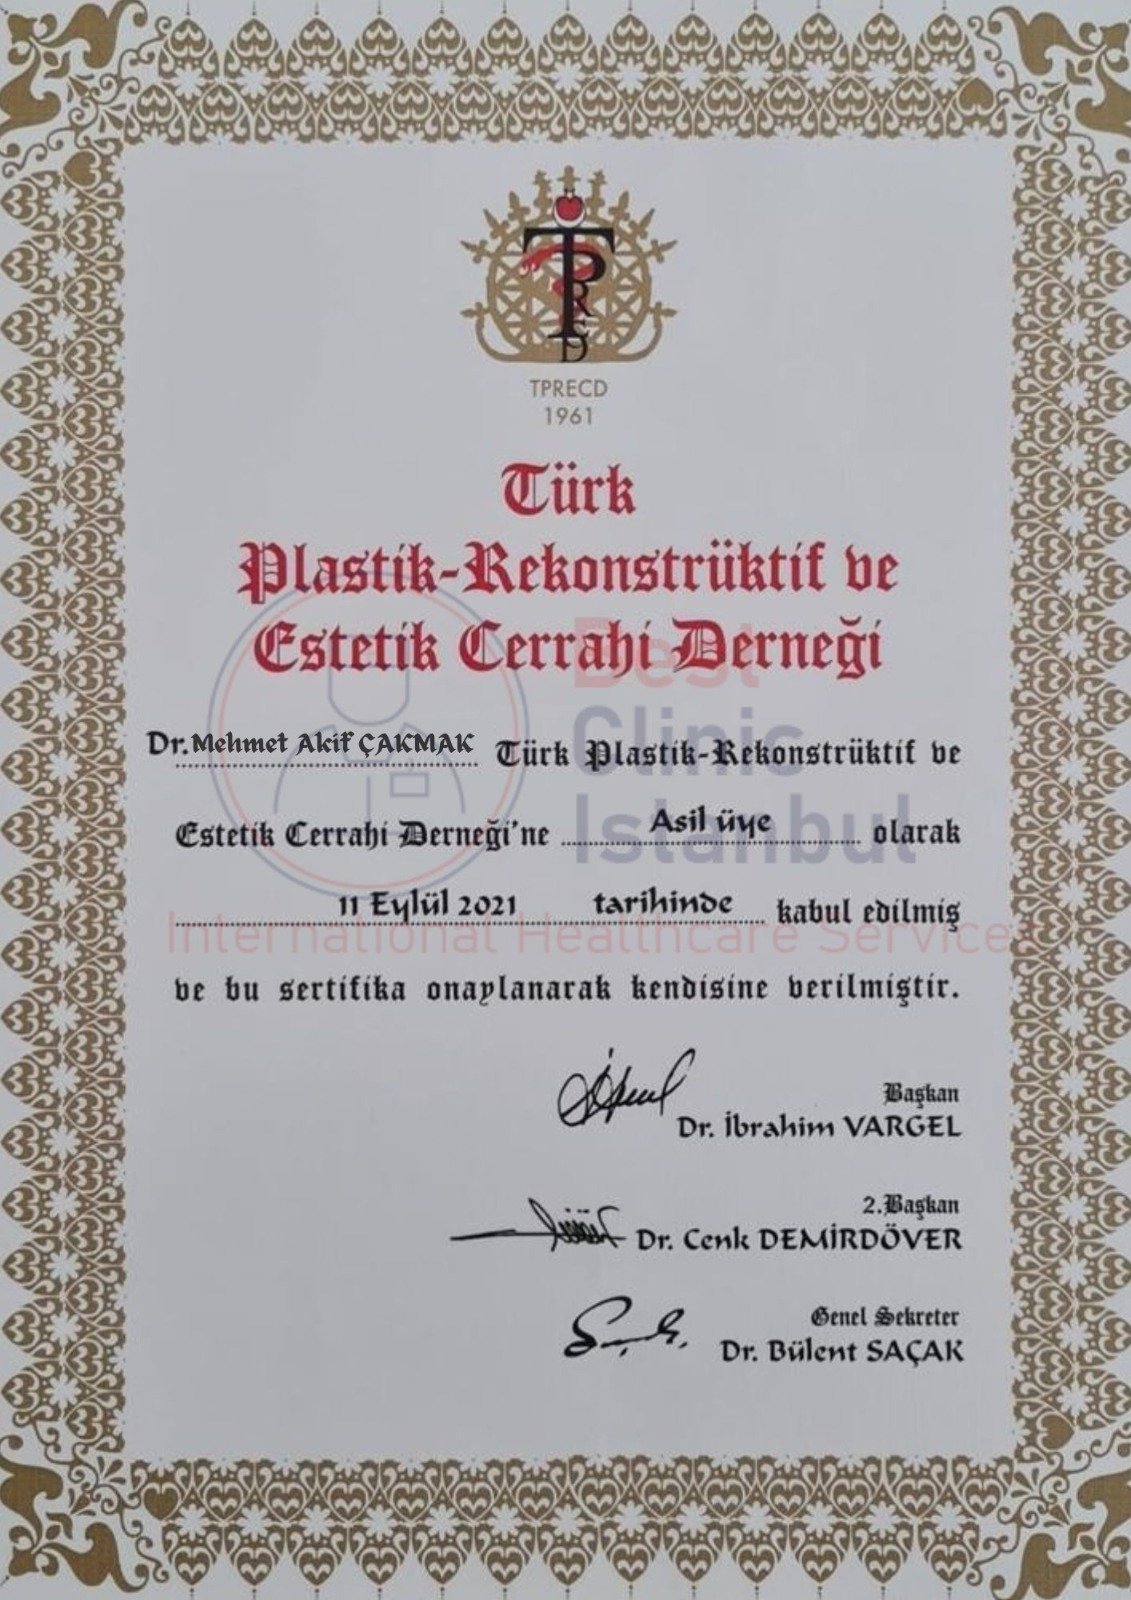 TPRECD
1961
Türk
Plastik-Rekonstrüktif ve
Estetik Cerrahi Derneği
Dr. Mehmet Akif ÇAKMAK Türk Plastik-Rekonstrüktif ve
Estetik Cerrahi Derneği'ne Asil üye olarak
11 Eylül 2021 tarihinde kabul edilmiş
ve bu sertifika onaylanarak kendisine verilmiştir.
Başkan
Dr. İbrahim VARGEL
2.Başkan
Dr. Cenk DEMİRDÖVER
Genel Sekreter
Dr. Bülent SAÇAK
Best
Clinic
Istanbul
International Healthcare Services